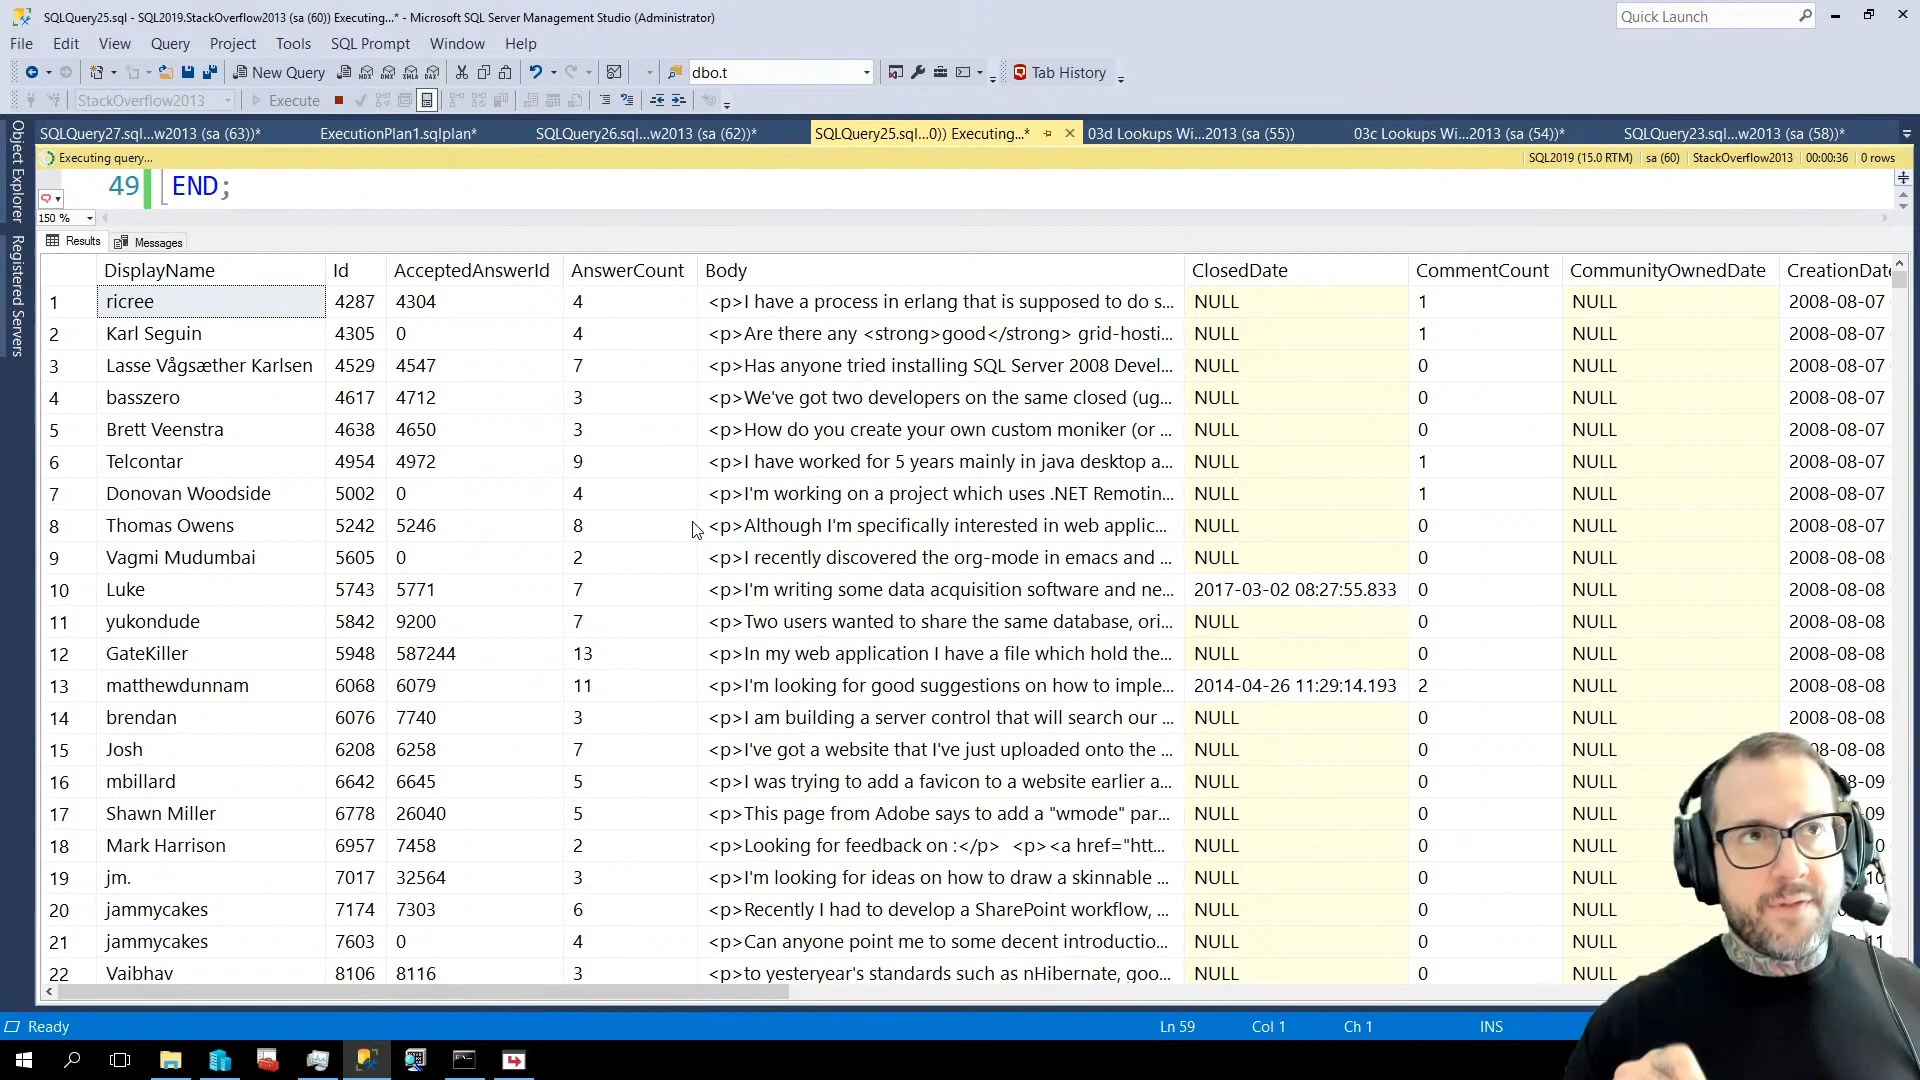 SQLQuery25.sql - SQL2019.StackOverflow2013 (sa (60)) Executing...* - Microsoft SQL Server Management Studio (Administrator)
Quick Launch
File Edit View Query Project Tools SQL Prompt Window Help
New Query dbo.t Tab History
StackOverflow2013 Execute
SQLQuery27.sql...w2013 (sa (63))* ExecutionPlan1.sqlplan* SQLQuery26.sql...w2013 (sa (62))* SQLQuery25.sql...0)) Executing...* 03d Lookups Wi...2013 (sa (55)) 03c Lookups Wi...2013 (sa (54))* SQLQuery23.sql...w2013 (sa (58))*
Object Explorer
Registered Servers
Executing query... SQL2019 (15.0 RTM) sa (60) StackOverflow2013 00:00:36 0 rows
49 END;
150 %
Results Messages
DisplayName Id AcceptedAnswerId AnswerCount Body ClosedDate CommentCount CommunityOwnedDate CreationDate
1 ricree 4287 4304 4 <p>I have a process in erlang that is supposed to do s... NULL 1 NULL 2008-08-07
2 Karl Seguin 4305 0 4 <p>Are there any <strong>good</strong> grid-hosti... NULL 1 NULL 2008-08-07
3 Lasse Vågsæther Karlsen 4529 4547 7 <p>Has anyone tried installing SQL Server 2008 Devel... NULL 0 NULL 2008-08-07
4 basszero 4617 4712 3 <p>We've got two developers on the same closed (ug... NULL 0 NULL 2008-08-07
5 Brett Veenstra 4638 4650 3 <p>How do you create your own custom moniker (or ... NULL 0 NULL 2008-08-07
6 Telcontar 4954 4972 9 <p>I have worked for 5 years mainly in java desktop a... NULL 1 NULL 2008-08-07
7 Donovan Woodside 5002 0 4 <p>I'm working on a project which uses .NET Remotin... NULL 1 NULL 2008-08-07
8 Thomas Owens 5242 5246 8 <p>Although I'm specifically interested in web applic... NULL 0 NULL 2008-08-07
9 Vagmi Mudumbai 5605 0 2 <p>I recently discovered the org-mode in emacs and ... NULL 0 NULL 2008-08-08
10 Luke 5743 5771 7 <p>I'm writing some data acquisition software and ne... 2017-03-02 08:27:55.833 0 NULL 2008-08-08
11 yukondude 5842 9200 7 <p>Two users wanted to share the same database, ori... NULL 0 NULL 2008-08-08
12 GateKiller 5948 587244 13 <p>In my web application I have a file which hold the... NULL 0 NULL 2008-08-08
13 matthewdunnam 6068 6079 11 <p>I'm looking for good suggestions on how to imple... 2014-04-26 11:29:14.193 2 NULL 2008-08-08
14 brendan 6076 7740 3 <p>I am building a server control that will search our ... NULL 0 NULL 2008-08-08
15 Josh 6208 6258 7 <p>I've got a website that I've just uploaded onto the ... NULL 0 NULL
16 mbillard 6642 6645 5 <p>I was trying to add a favicon to a website earlier a... NULL 0 NULL
17 Shawn Miller 6778 26040 5 <p>This page from Adobe says to add a "wmode" par... NULL 0 NULL
18 Mark Harrison 6957 7458 2 <p>Looking for feedback on :</p> <p><a href="htt... NULL 0 NULL
19 jm. 7017 32564 3 <p>I'm looking for ideas on how to draw a skinnable ... NULL 0 NULL
20 jammycakes 7174 7303 6 <p>Recently I had to develop a SharePoint workflow, ... NULL 0 NULL
21 jammycakes 7603 0 4 <p>Can anyone point me to some decent introductio... NULL 0 NULL
22 Vaibhav 8106 8116 3 <p>to yesteryear's standards such as nHibernate, goo... NULL 0 NULL
Ready Ln 59 Col 1 Ch 1 INS